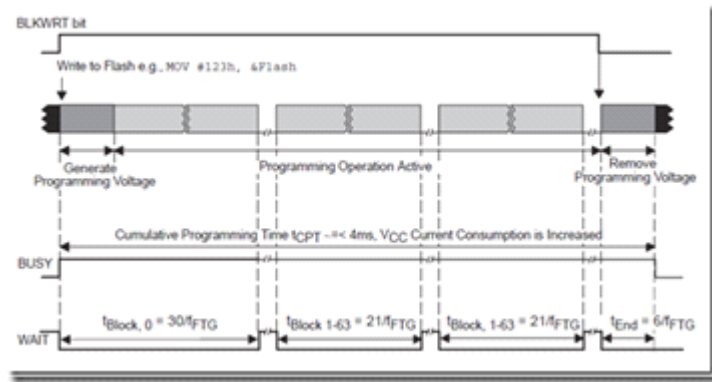 BLKWRT bit
Write to Flash e.g., MOV #123h, &Flash
Generate
Programming Voltage
Programming Operation Active
Remove
Programming Voltage
Cumulative Programming Time tCPT ~=< 4ms, VCC Current Consumption is Increased
BUSY
tBlock, 0 = 30/fFTG
tBlock 1-63 = 21/fFTG
tBlock, 1-63 = 21/fFTG
tEnd = 6/fFTG
WAIT